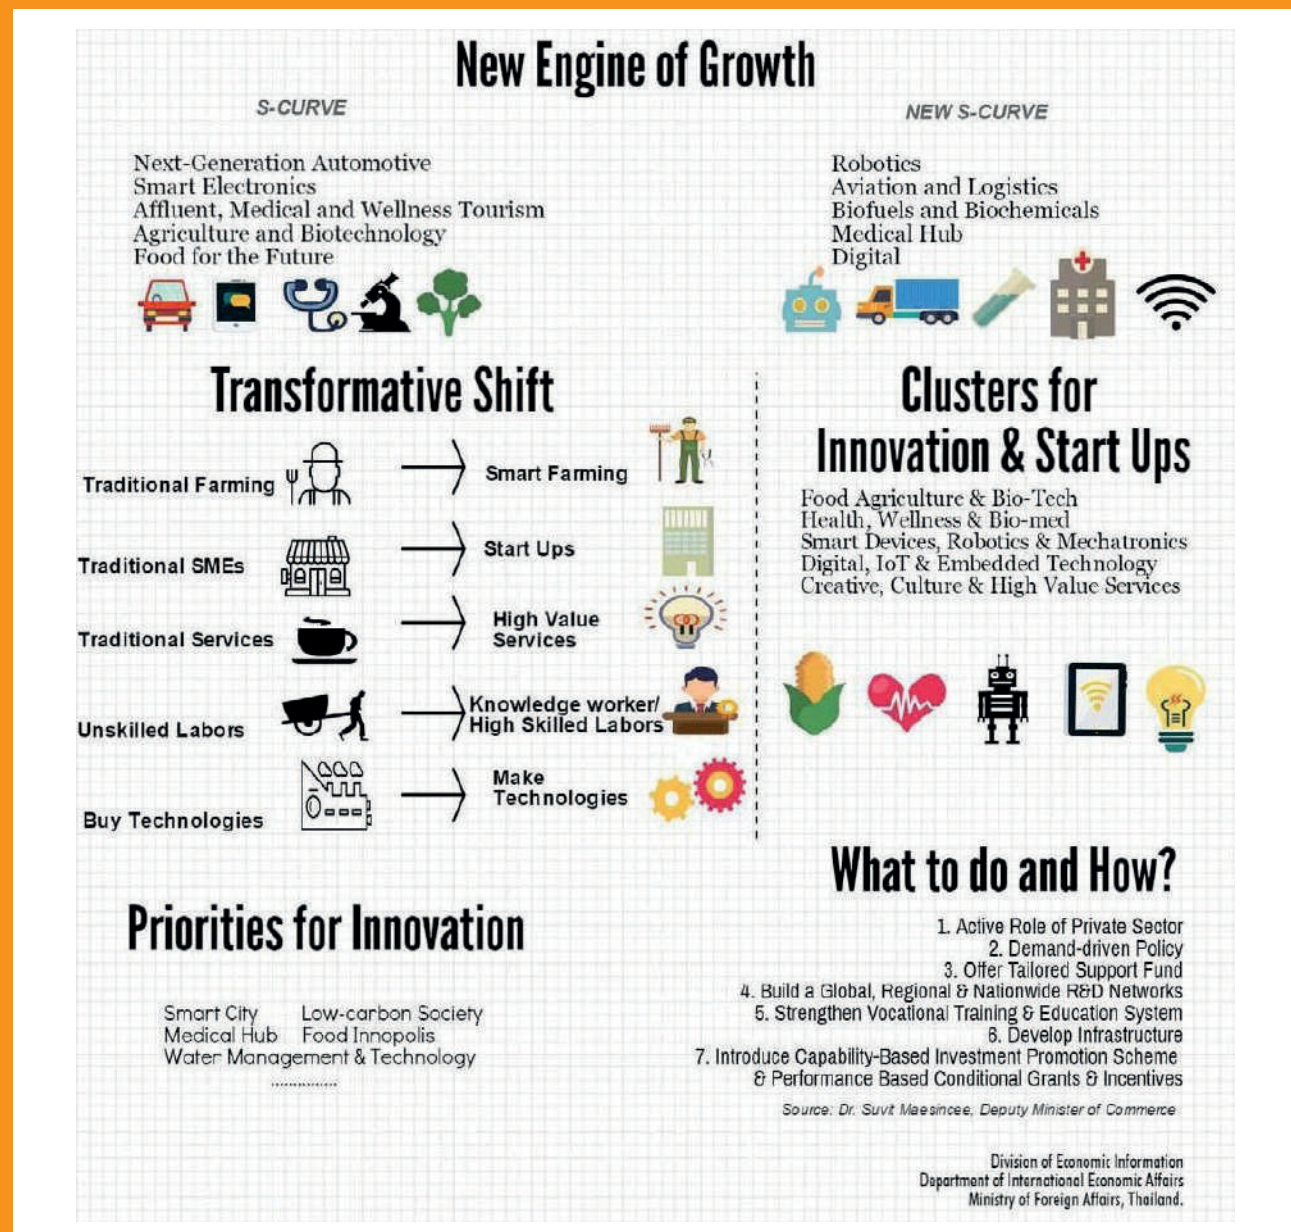 New Engine of Growth
S-CURVE
Next-Generation Automotive
Smart Electronics
Affluent, Medical and Wellness Tourism
Agriculture and Biotechnology
Food for the Future
NEW S-CURVE
Robotics
Aviation and Logistics
Biofuels and Biochemicals
Medical Hub
Digital
Transformative Shift
Traditional Farming
Smart Farming
Traditional SMEs
Start Ups
Traditional Services
High Value
Services
Unskilled Labors
Knowledge worker/
High Skilled Labors
Buy Technologies
Make
Technologies
Clusters for
Innovation & Start Ups
Food Agriculture & Bio-Tech
Health, Wellness & Bio-med
Smart Devices, Robotics & Mechatronics
Digital, IoT & Embedded Technology
Creative, Culture & High Value Services
Priorities for Innovation
Smart City Low-carbon Society
Medical Hub Food Innopolis
Water Management & Technology
................
What to do and How?
1. Active Role of Private Sector
2. Demand-driven Policy
3. Offer Tailored Support Fund
4. Build a Global, Regional & Nationwide R&D Networks
5. Strengthen Vocational Training & Education System
6. Develop Infrastructure
7. Introduce Capability-Based Investment Promotion Scheme
& Performance Based Conditional Grants & Incentives
Source: Dr. Suvit Maesincee, Deputy Minister of Commerce
Division of Economic Information
Department of International Economic Affairs
Ministry of Foreign Affairs, Thailand.